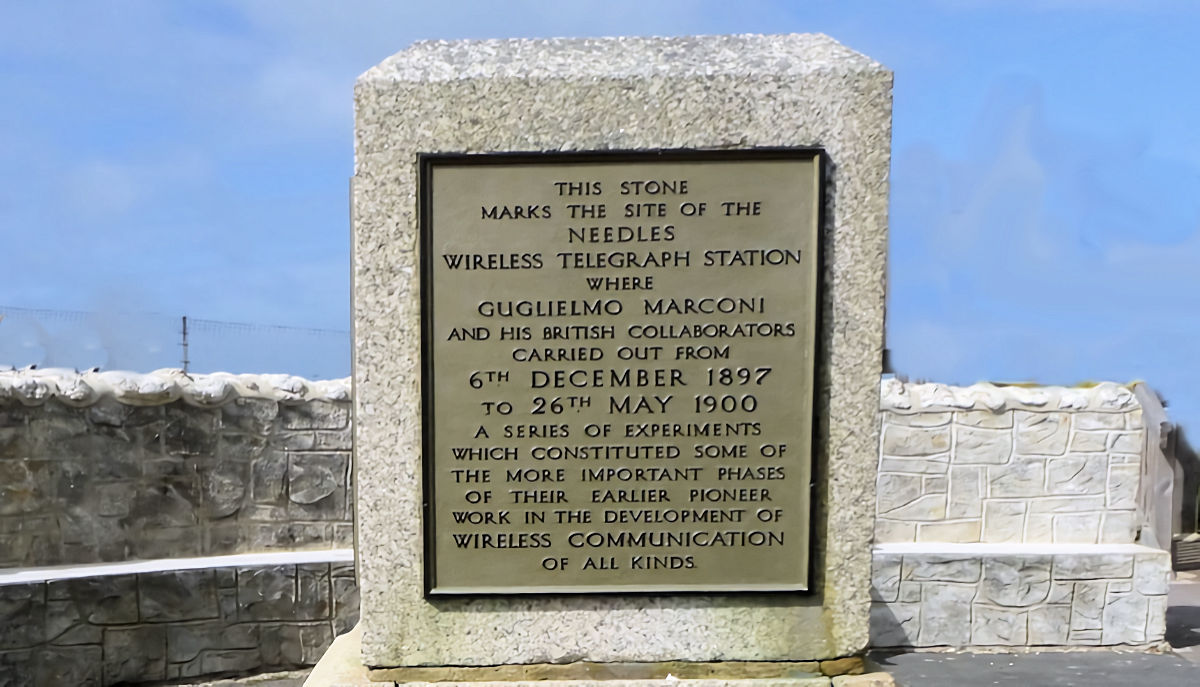 THIS STONE
MARKS THE SITE OF THE
NEEDLES
WIRELESS TELEGRAPH STATION
WHERE
GUGLIELMO MARCONI
AND HIS BRITISH COLLABORATORS
CARRIED OUT FROM
6TH DECEMBER 1897
TO 26TH MAY 1900
A SERIES OF EXPERIMENTS
WHICH CONSTITUTED SOME OF
THE MORE IMPORTANT PHASES
OF THEIR EARLIER PIONEER
WORK IN THE DEVELOPMENT OF
WIRELESS COMMUNICATION
OF ALL KINDS.